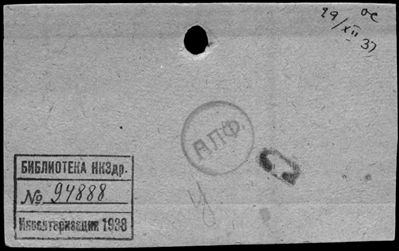 29/XII 37
АПФ.
БИБЛИОТЕКА НКЗдр.
№ 94888
Инвентаризация 1938